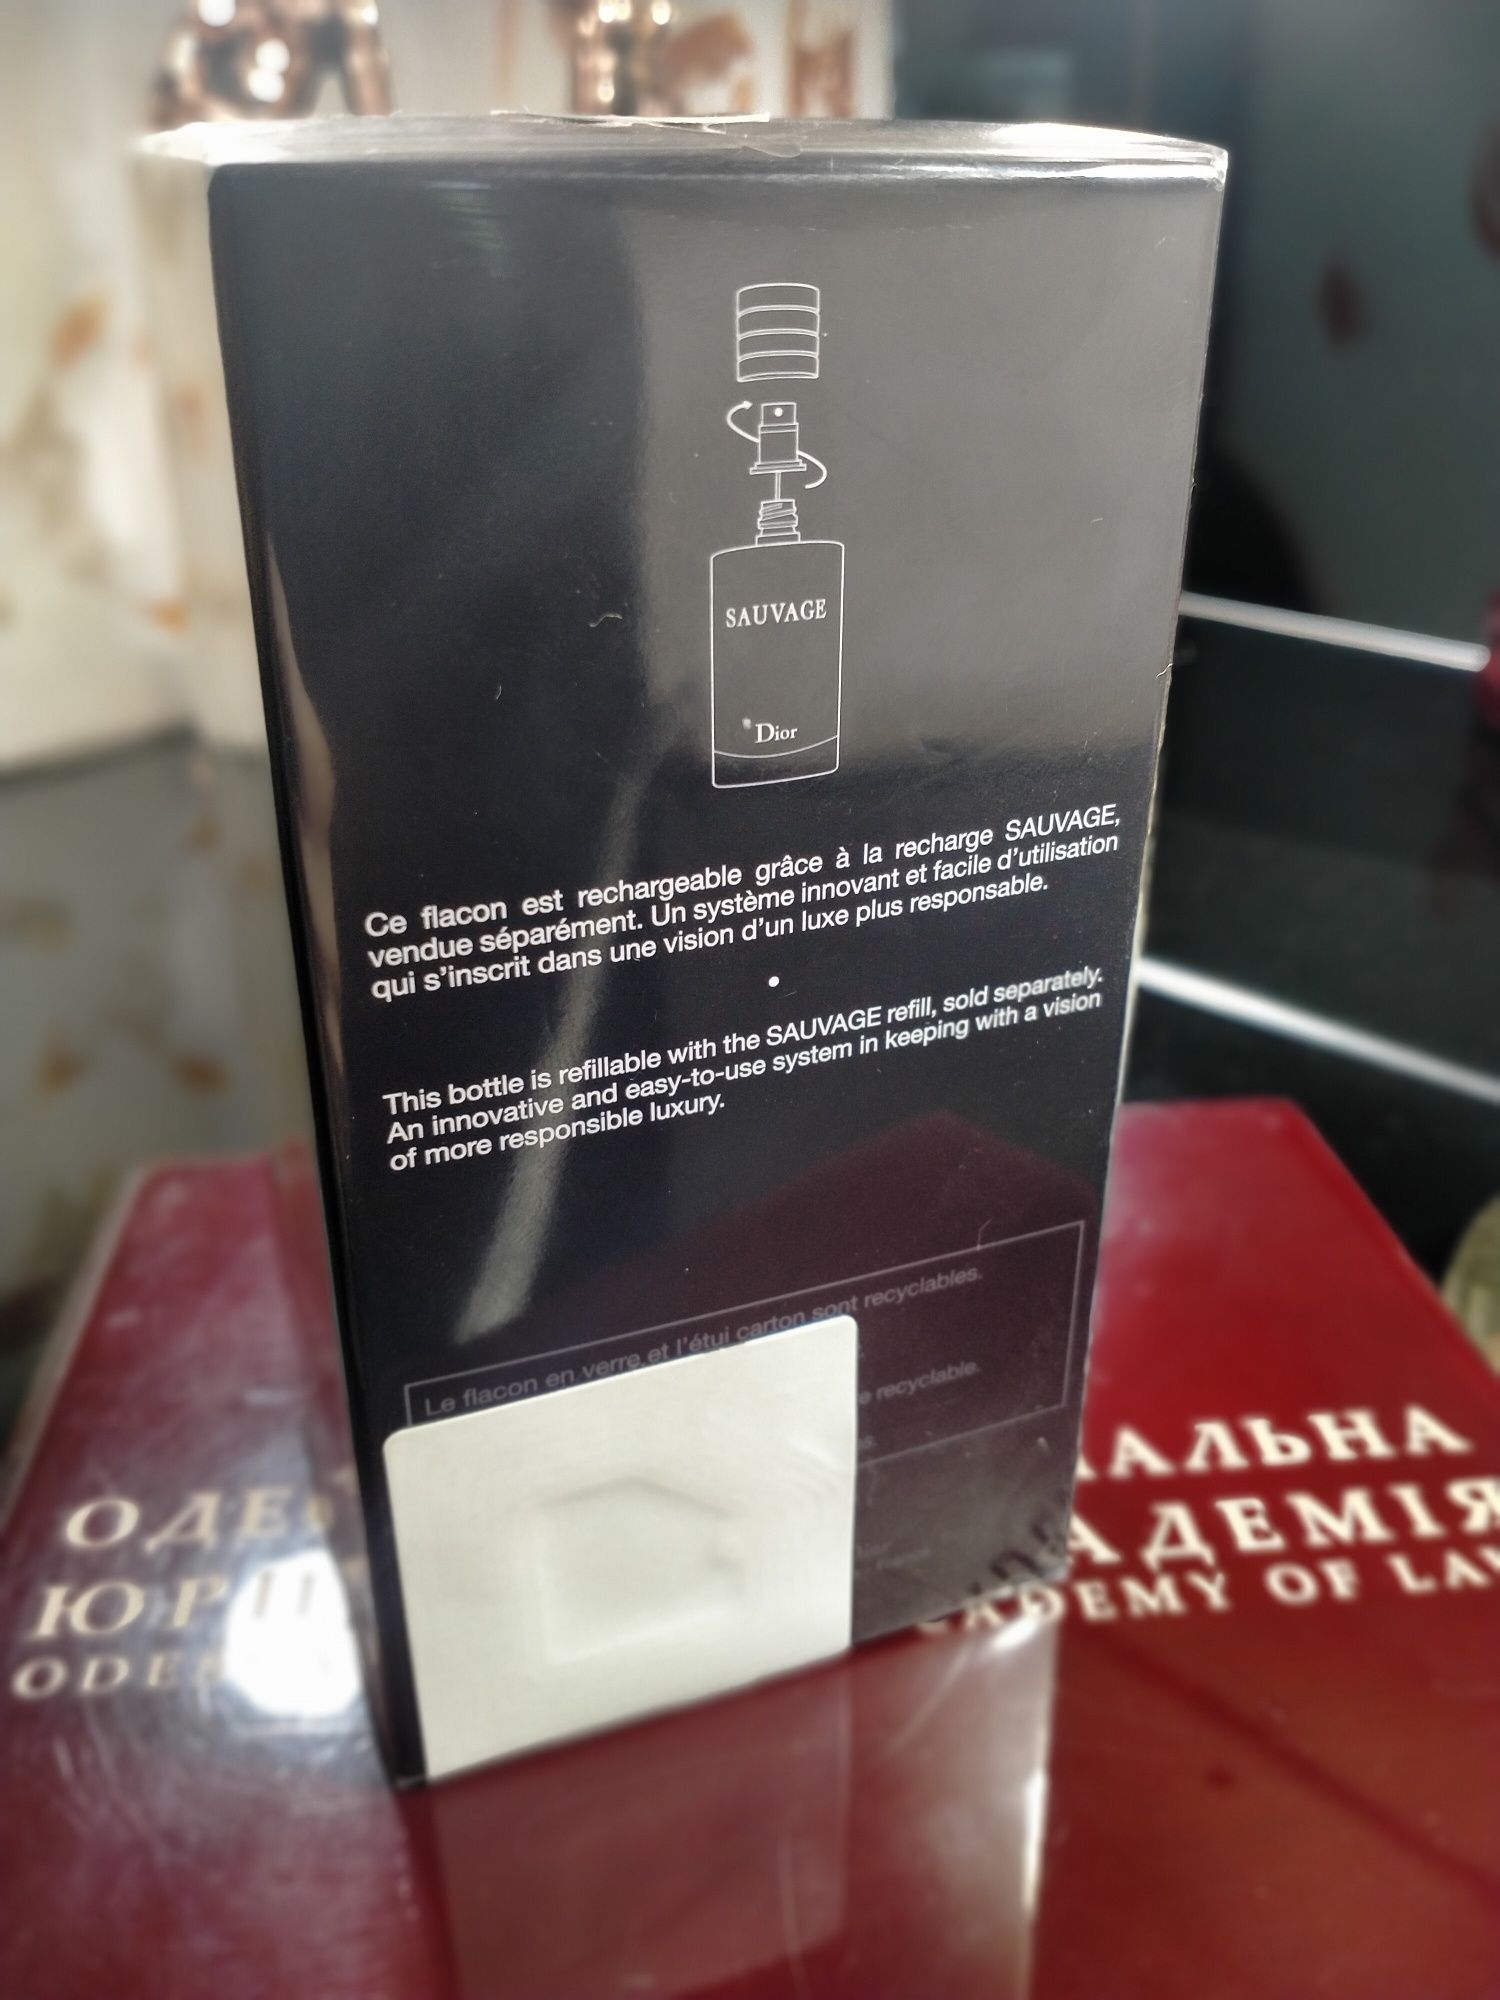 SAUVAGE
Dior
Ce flacon est rechargeable grâce à la recharge SAUVAGE,
vendue séparément. Un système innovant et facile d'utilisation
qui s'inscrit dans une vision d'un luxe plus responsable.
•
This bottle is refillable with the SAUVAGE refill, sold separately.
An innovative and easy-to-use system in keeping with a vision
of more responsible luxury.
Le flacon en verre et l'étui carton sont recyclables.
recyclable.
ОДЕ
ЮРИ
ODE
АЛЬНА
АДЕМІЯ
CADEMY OF LAW